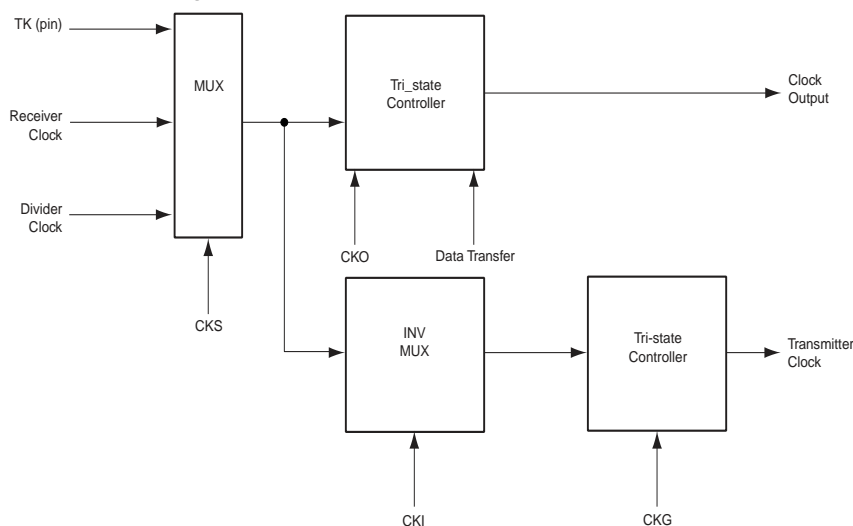 TK (pin)
MUX
Tri_state
Controller
Clock
Output
Receiver
Clock
Divider
Clock
CKO
Data Transfer
CKS
INV
MUX
Tri-state
Controller
Transmitter
Clock
CKI
CKG